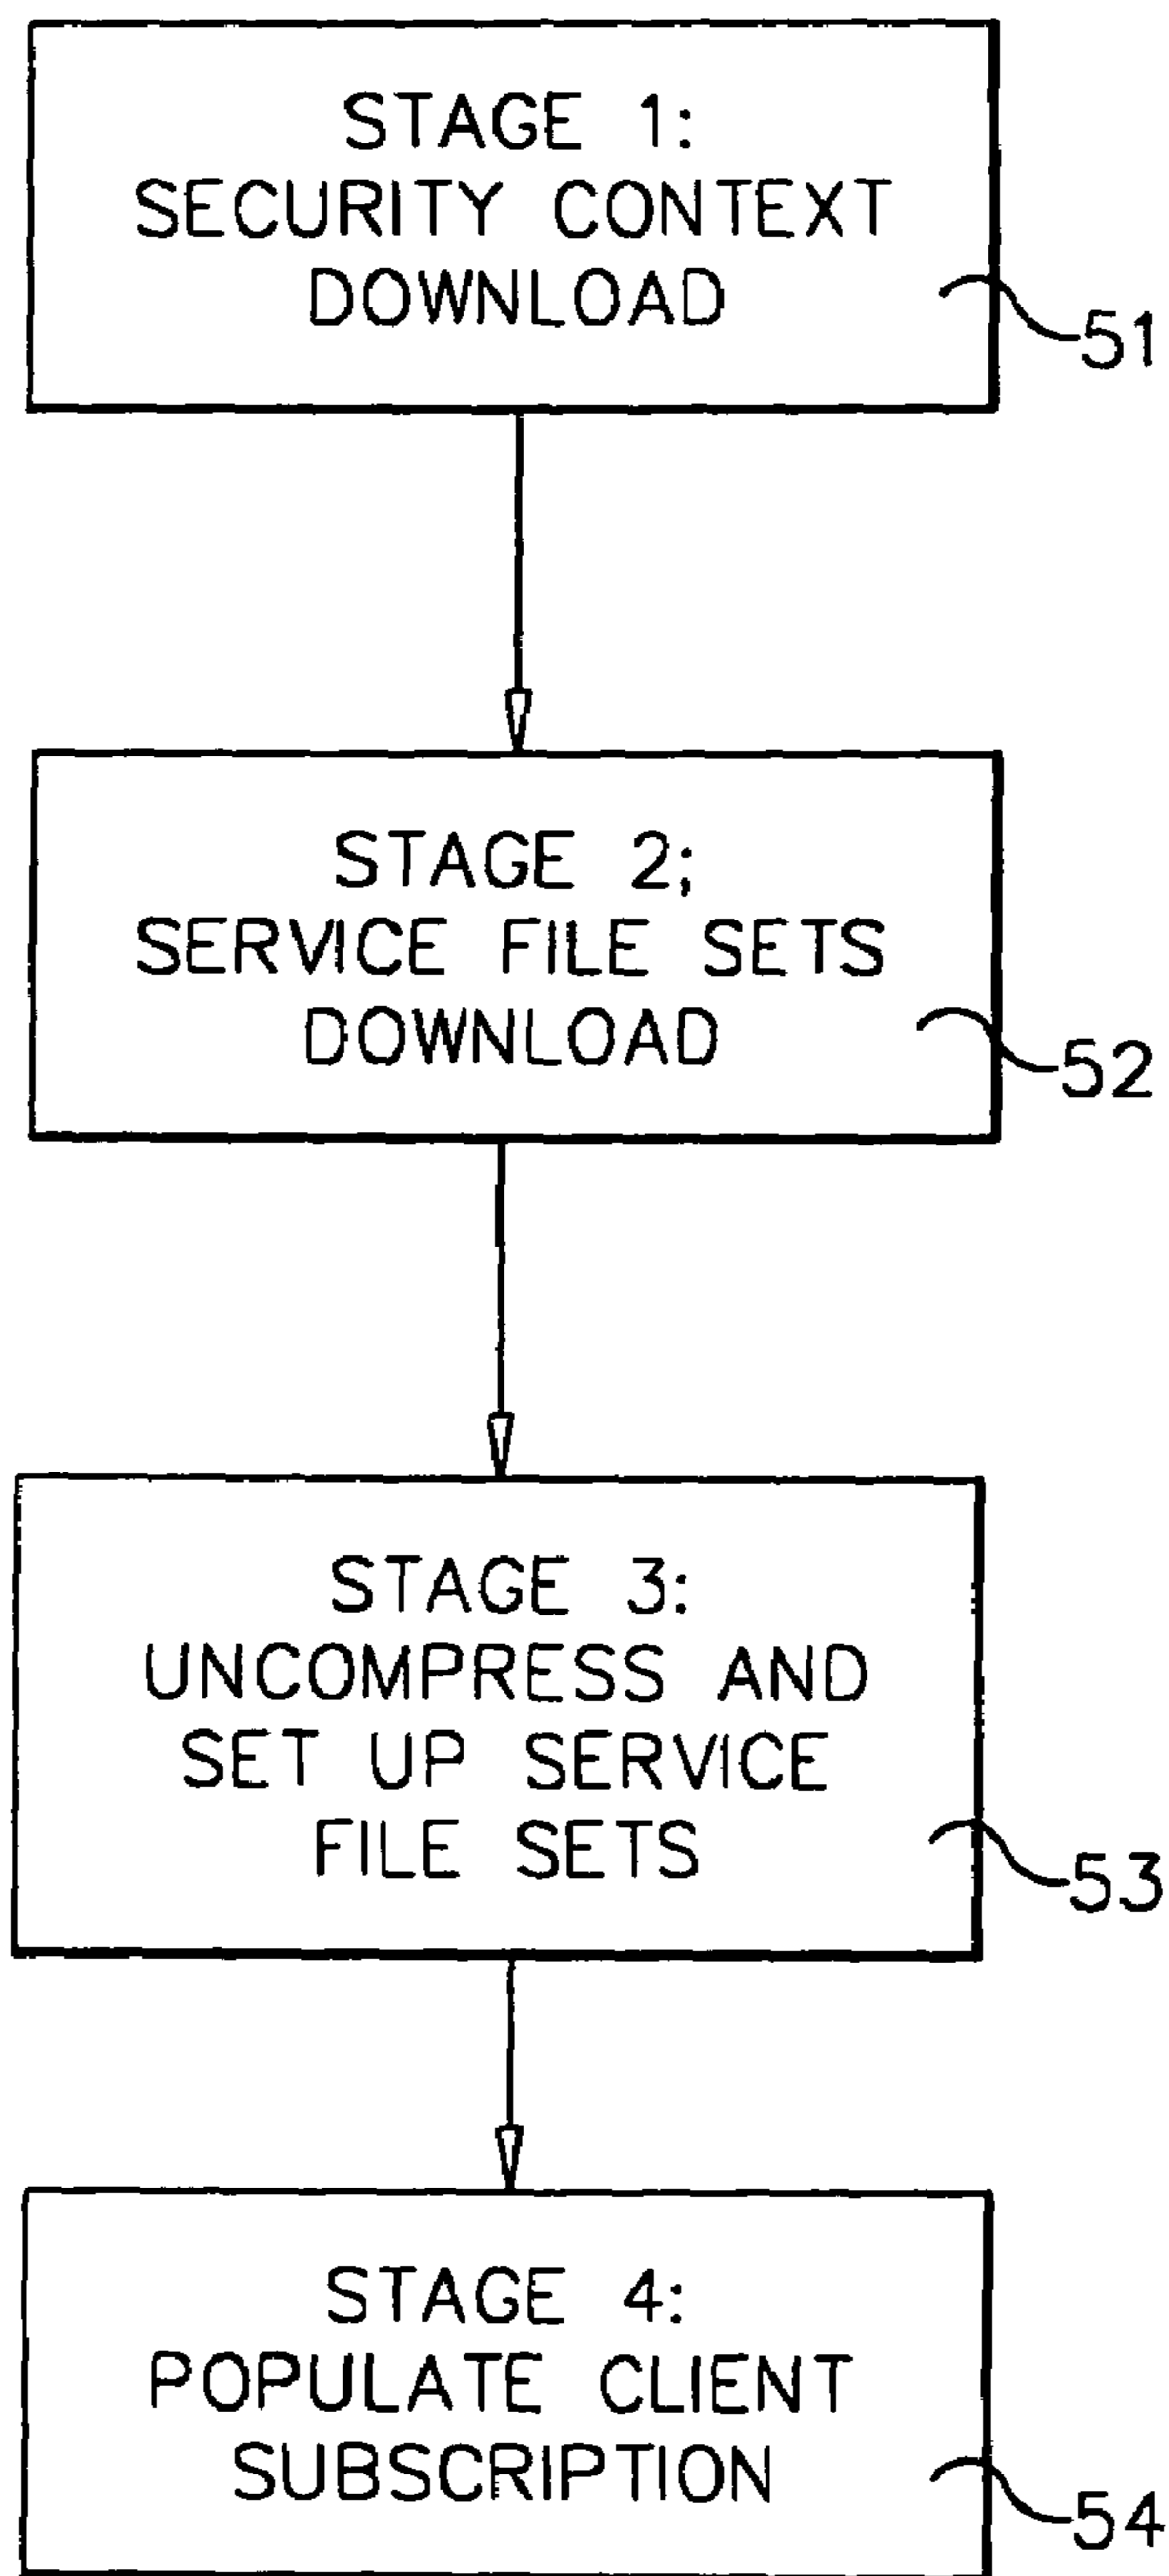 STAGE 1:
SECURITY CONTEXT
DOWNLOAD
51
STAGE 2;
SERVICE FILE SETS
DOWNLOAD
52
STAGE 3:
UNCOMPRESS AND
SET UP SERVICE
FILE SETS
53
STAGE 4:
POPULATE CLIENT
SUBSCRIPTION
54